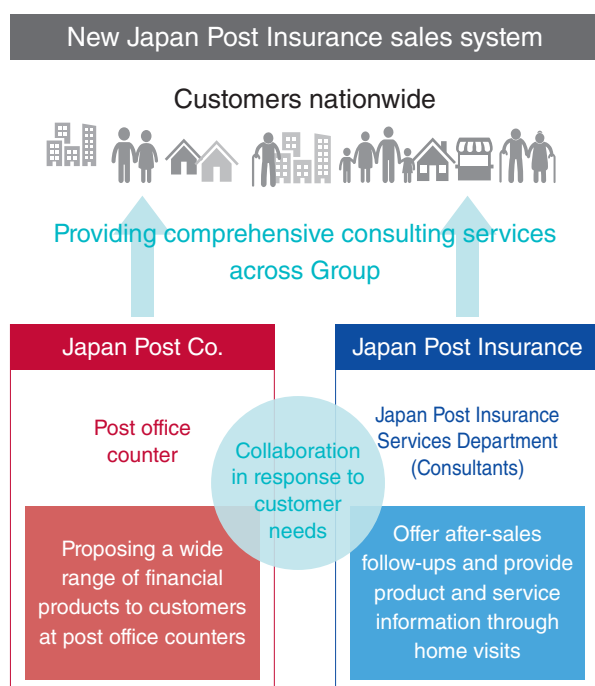 New Japan Post Insurance sales system
Customers nationwide
Providing comprehensive consulting services
across Group
Japan Post Co.
Post office
counter
Proposing a wide
range of financial
products to customers
at post office counters
Collaboration
in response to
customer
needs
Japan Post Insurance
Japan Post Insurance
Services Department
(Consultants)
Offer after-sales
follow-ups and provide
product and service
information through
home visits